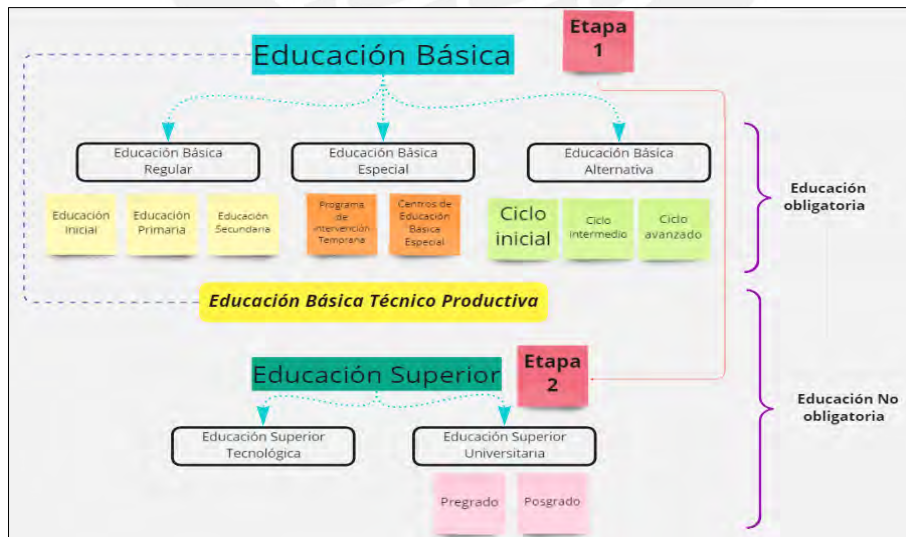 Educación Básica
Etapa
1
Educación Básica
Regular
Educación Básica
Especial
Educación Básica
Alternativa
Educación
Inicial
Educación
Primaria
Educación
Secundaria
Programa
de
Intervención
Temprana
Centros de
Educación
Básica
Especial
Ciclo
inicial
Ciclo
intermedio
Ciclo
avanzado
Educación
obligatoria
Educación Básica Técnico Productiva
Educación Superior
Etapa
2
Educación Superior
Tecnológica
Educación Superior
Universitaria
Pregrado
Posgrado
Educación No
obligatoria